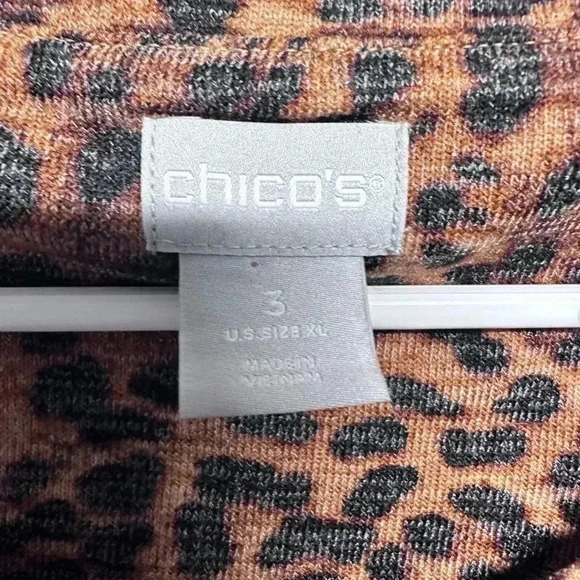 chico's®
3
U.S. SIZE XL
MADE IN
VIETNAM